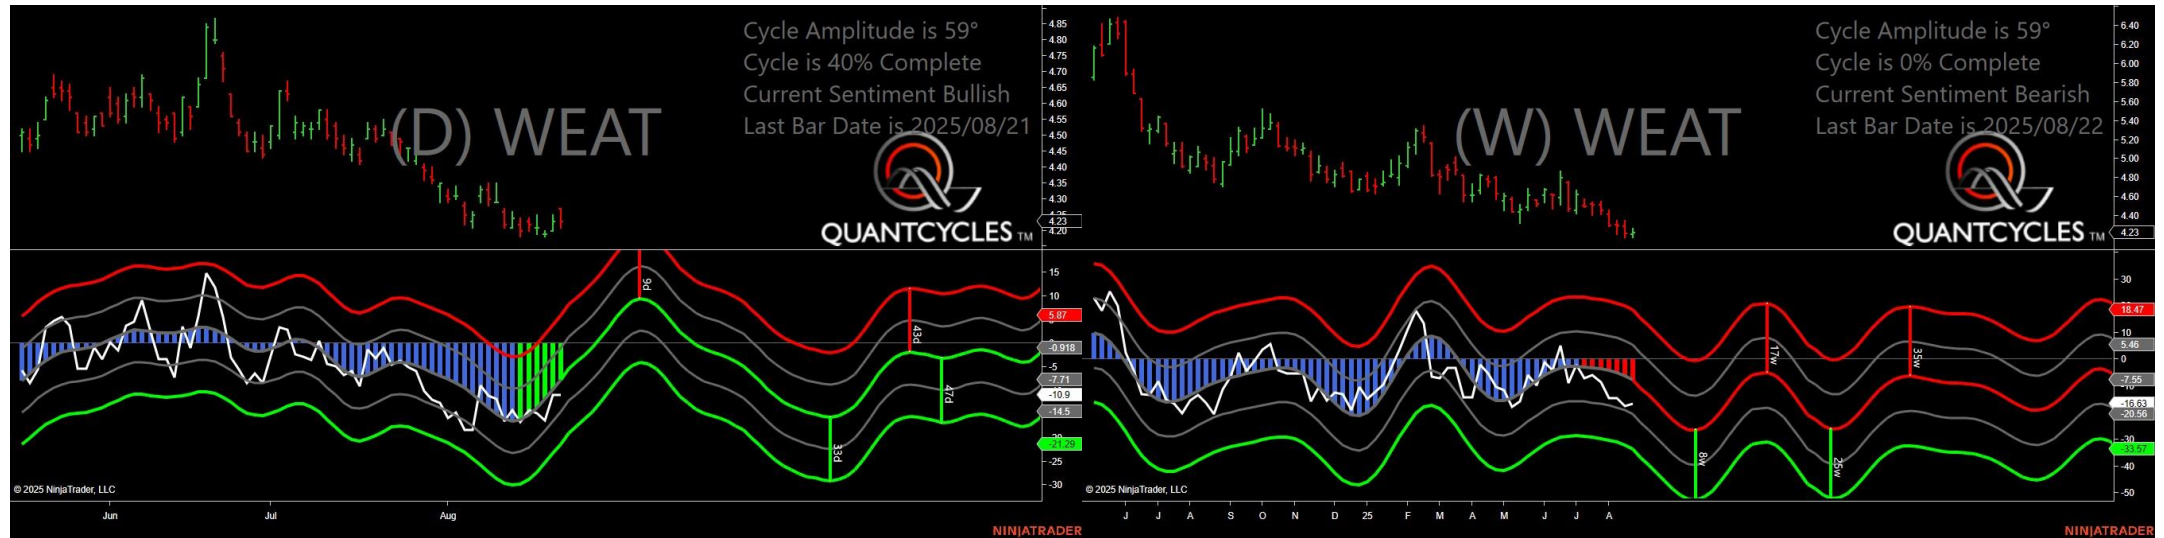 Cycle Amplitude is 59°
Cycle is 40% Complete
Current Sentiment Bullish
Last Bar Date is 2025/08/21
(D) WEAT
QUANTCYCLES TM
4.85
4.80
4.75
4.70
4.65
4.60
4.55
4.50
4.45
4.40
4.35
4.30
4.23
4.20
9d
43d
47d
33d
15
10
5.87
-0.918
-5
-7.71
-10.9
-14.5
-21.29
-25
-30
© 2025 NinjaTrader, LLC
Jun
Jul
Aug
NINJATRADER
Cycle Amplitude is 59°
Cycle is 0% Complete
Current Sentiment Bearish
Last Bar Date is 2025/08/22
(W) WEAT
QUANTCYCLES TM
6.40
6.20
6.00
5.80
5.60
5.40
5.20
5.00
4.80
4.60
4.40
4.23
17w
35w
8w
25w
30
18.47
10
5.46
0
-7.55
-16.63
-20.56
-30
-33.57
-40
-50
© 2025 NinjaTrader, LLC
J
J
A
S
O
N
D
25
F
M
A
M
J
J
A
NINJATRADER